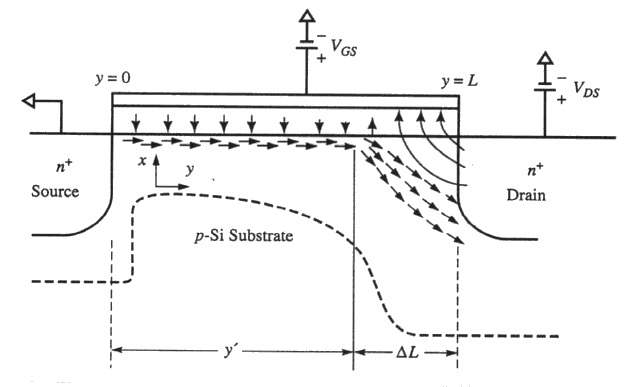 −
V_GS
+
−
V_DS
+
y = 0
y = L
n⁺
Source
x
y
p-Si Substrate
n⁺
Drain
y′
ΔL